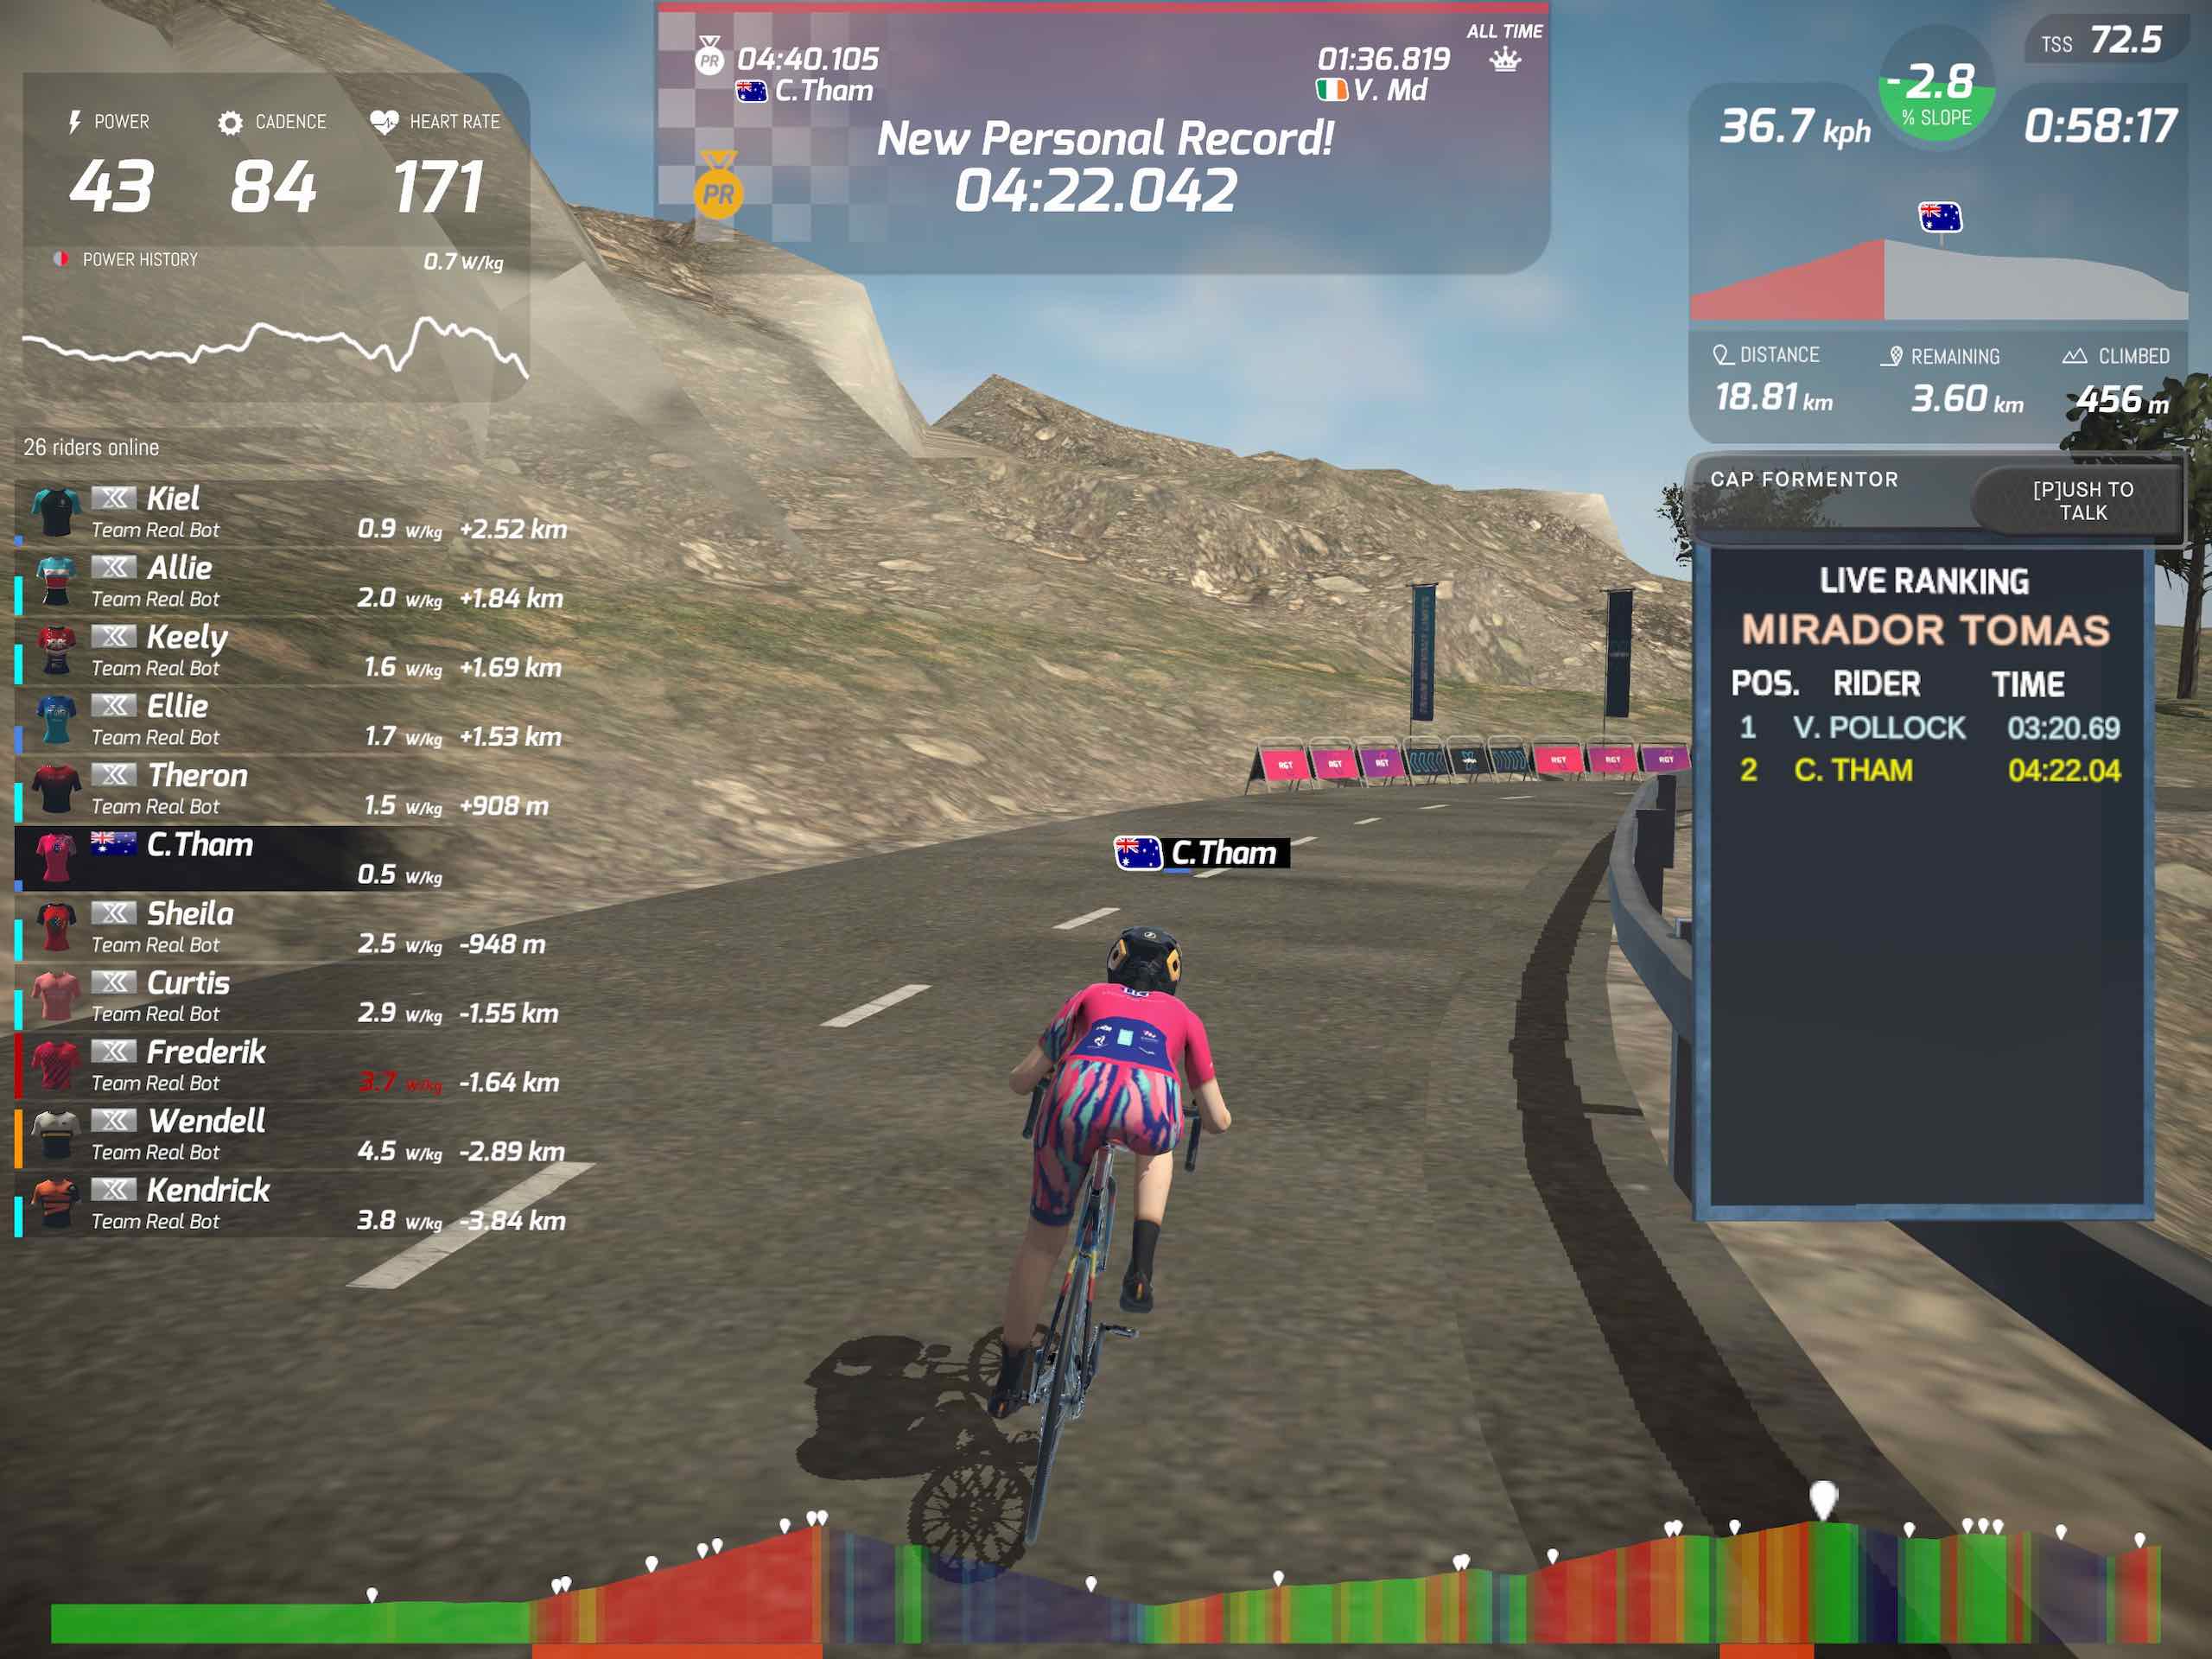 POWER CADENCE HEART RATE
43 84 171
POWER HISTORY 0.7 W/kg
PR 04:40.105
C.Tham
ALL TIME
01:36.819
V. Md
New Personal Record!
PR 04:22.042
TSS 72.5
-2.8
% SLOPE
36.7 kph
0:58:17
DISTANCE REMAINING CLIMBED
18.81 km 3.60 km 456 m
26 riders online
Kiel
Team Real Bot 0.9 W/kg +2.52 km
Allie
Team Real Bot 2.0 W/kg +1.84 km
Keely
Team Real Bot 1.6 W/kg +1.69 km
Ellie
Team Real Bot 1.7 W/kg +1.53 km
Theron
Team Real Bot 1.5 W/kg +908 m
C.Tham
0.5 W/kg
Sheila
Team Real Bot 2.5 W/kg -948 m
Curtis
Team Real Bot 2.9 W/kg -1.55 km
Frederik
Team Real Bot 3.7 W/kg -1.64 km
Wendell
Team Real Bot 4.5 W/kg -2.89 km
Kendrick
Team Real Bot 3.8 W/kg -3.84 km
CAP FORMENTOR
[P]USH TO
TALK
LIVE RANKING
MIRADOR TOMAS
POS. RIDER TIME
1 V. POLLOCK 03:20.69
2 C. THAM 04:22.04
RGT RGT RGT RGT RGT RGT
C.Tham